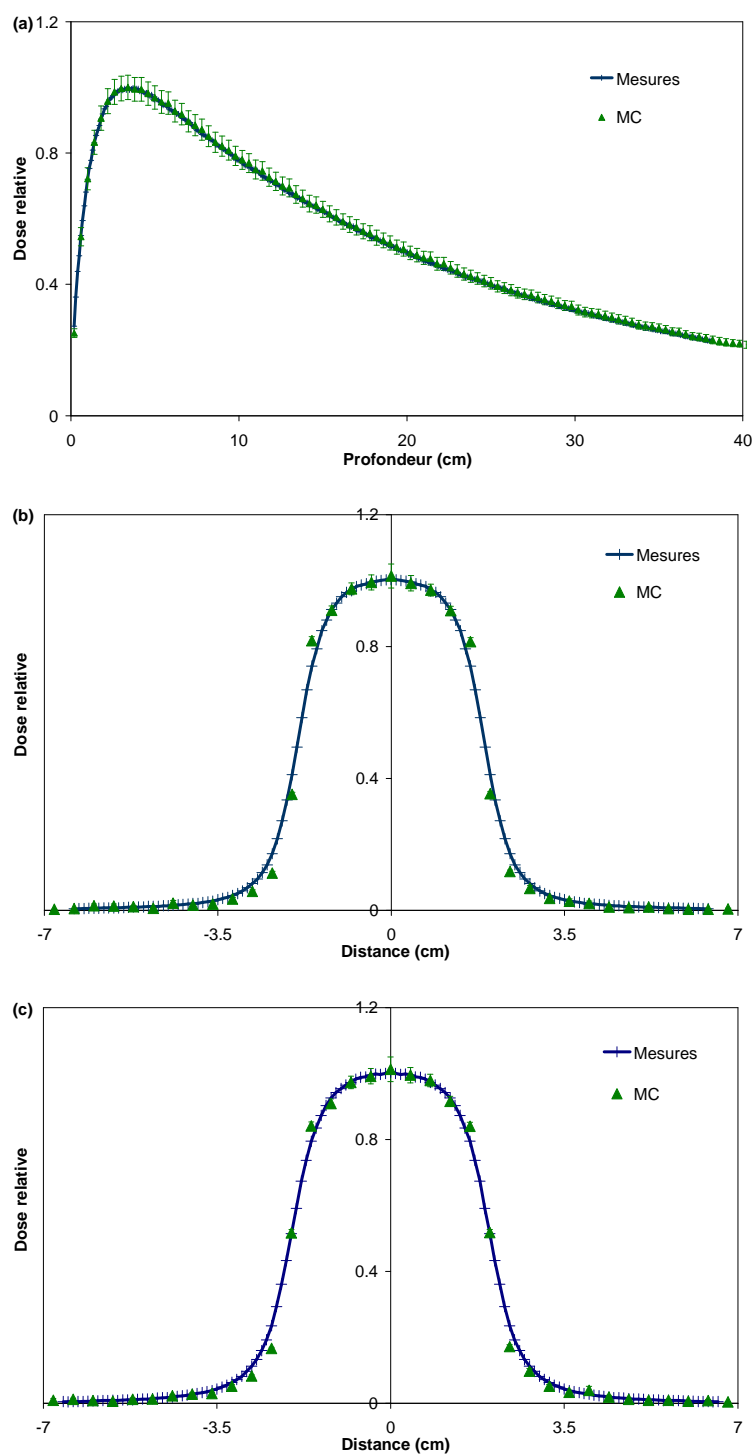 (a)
1.2
Mesures
MC
0.8
Dose relative
0.4
0
0
10
20
30
40
Profondeur (cm)
(b)
1.2
Mesures
MC
0.8
Dose relative
0.4
0
-7
-3.5
0
3.5
7
Distance (cm)
(c)
1.2
Mesures
MC
0.8
Dose relative
0.4
0
-7
-3.5
0
3.5
7
Distance (cm)